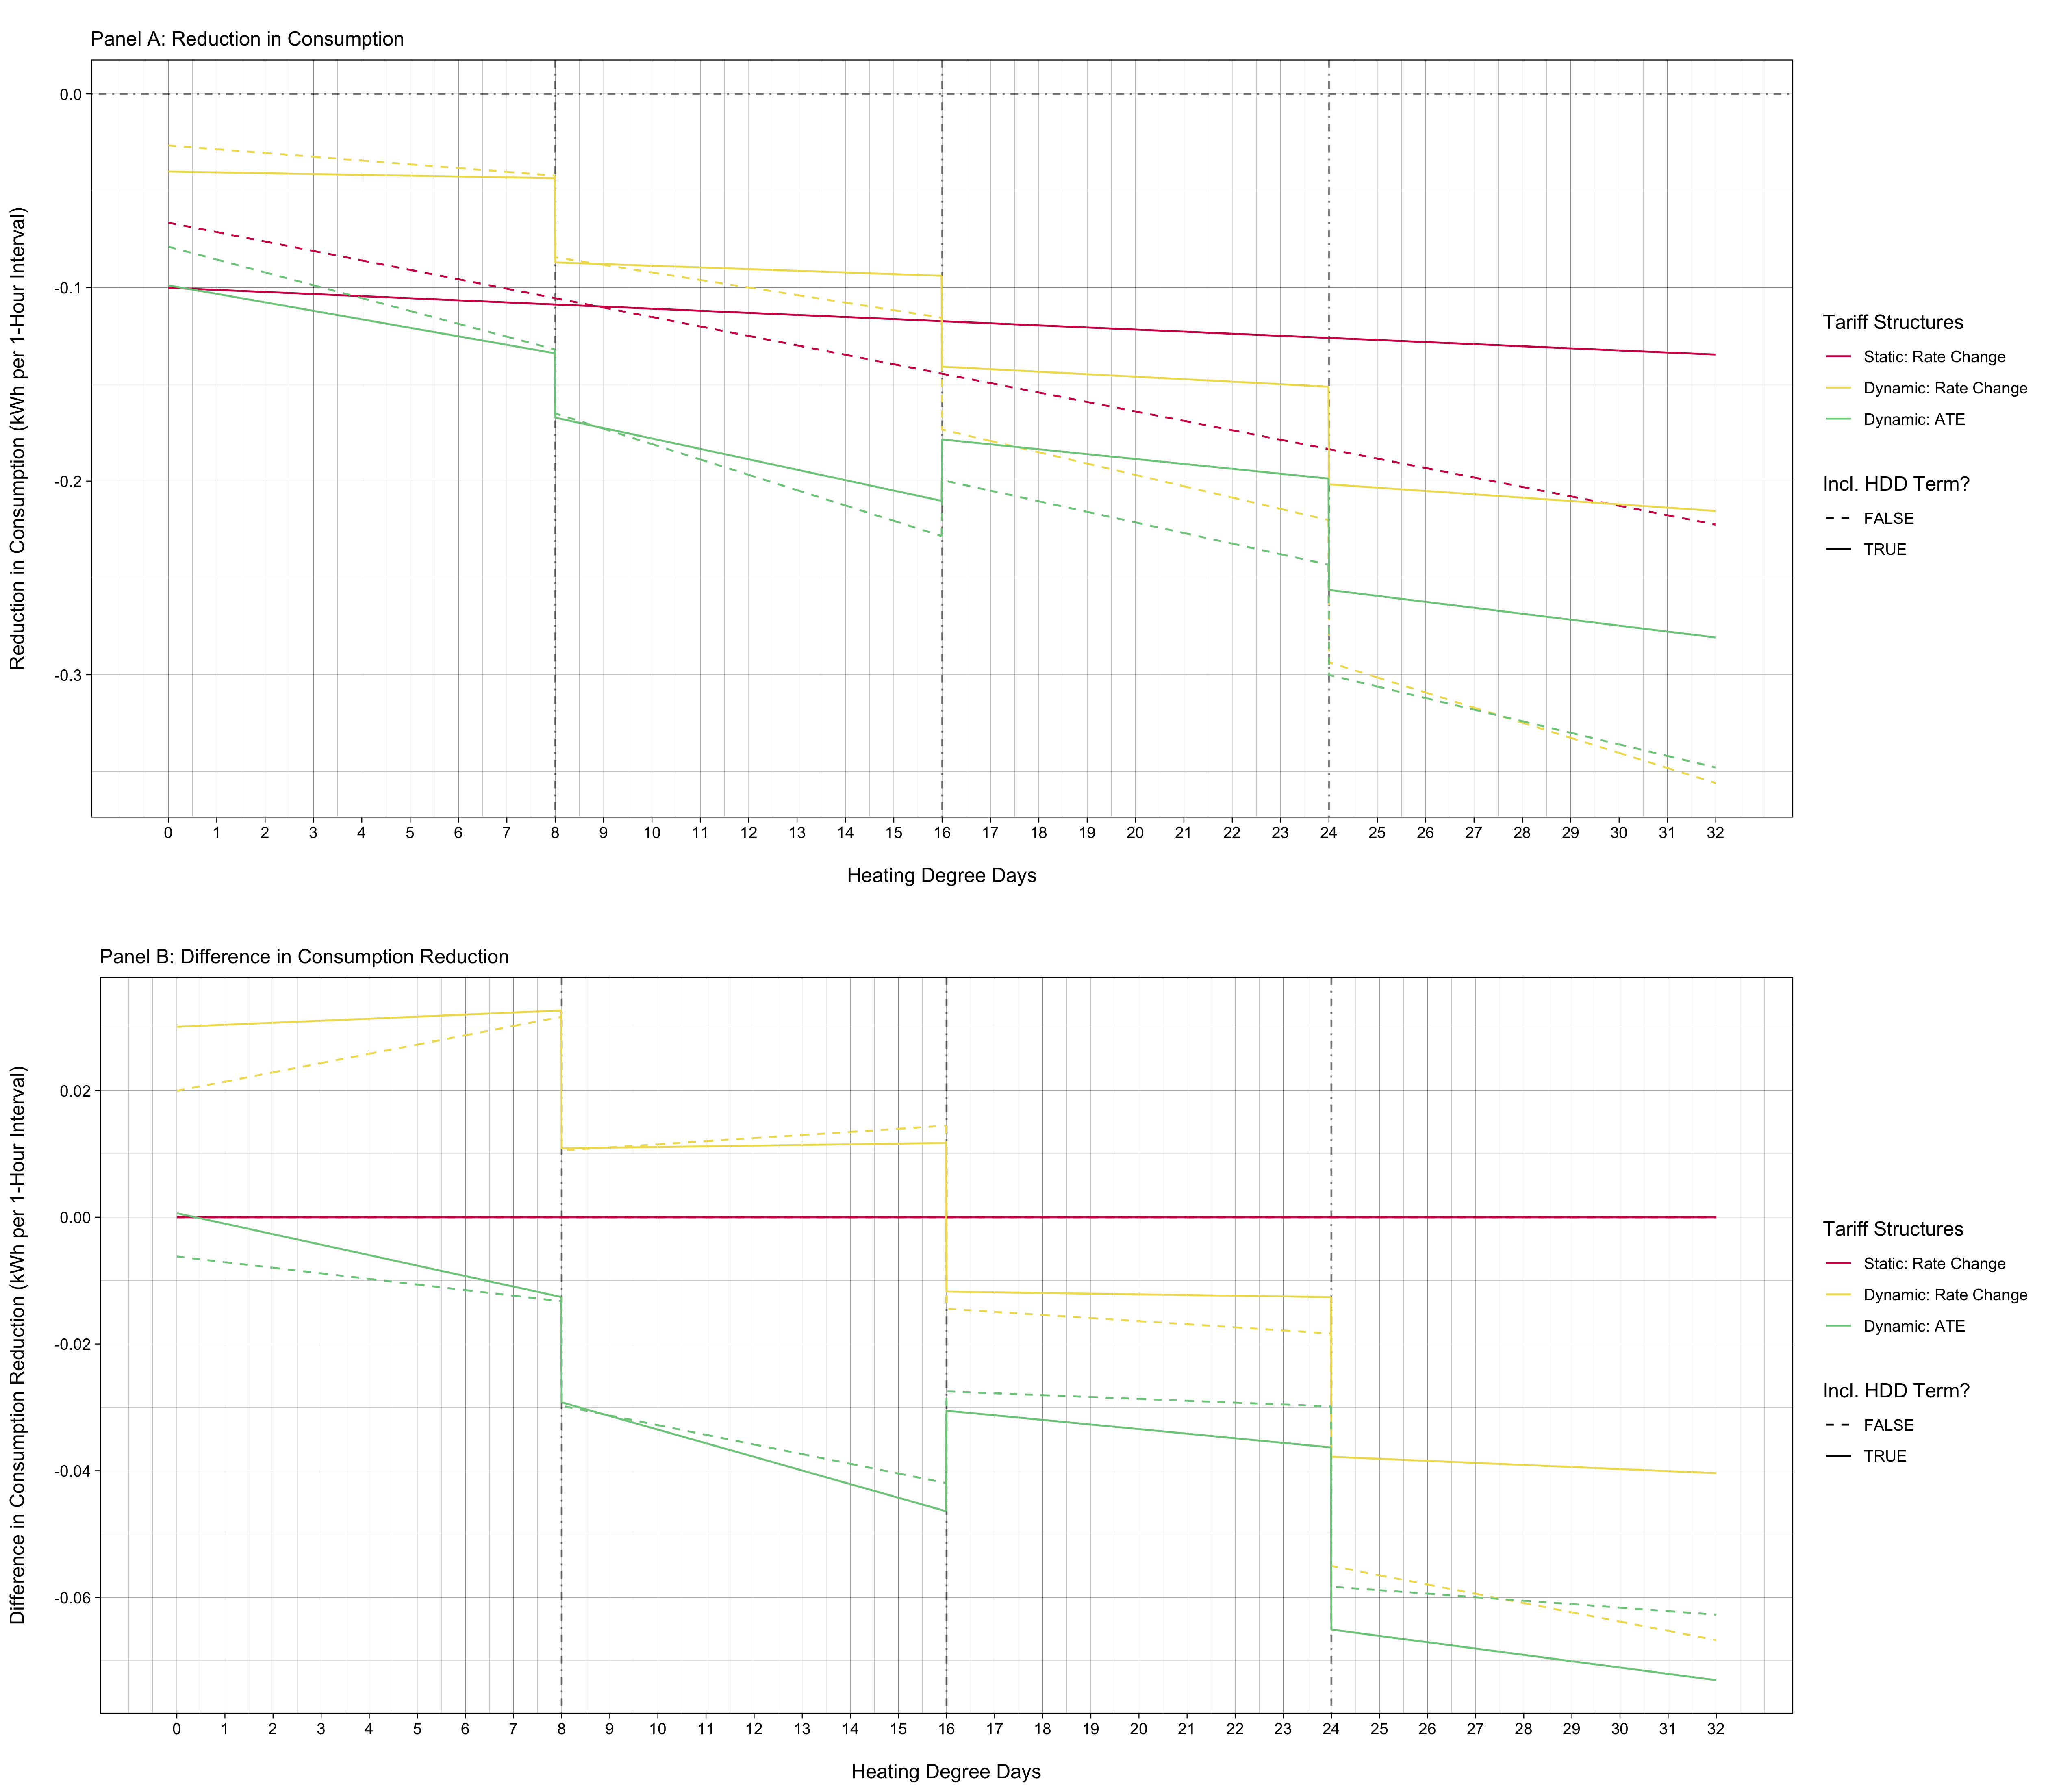 Panel A: Reduction in Consumption
Reduction in Consumption (kWh per 1-Hour Interval)
0.0
-0.1
-0.2
-0.3
0 1 2 3 4 5 6 7 8 9 10 11 12 13 14 15 16 17 18 19 20 21 22 23 24 25 26 27 28 29 30 31 32
Heating Degree Days
Tariff Structures
Static: Rate Change
Dynamic: Rate Change
Dynamic: ATE
Incl. HDD Term?
FALSE
TRUE
Panel B: Difference in Consumption Reduction
Difference in Consumption Reduction (kWh per 1-Hour Interval)
0.02
0.00
-0.02
-0.04
-0.06
0 1 2 3 4 5 6 7 8 9 10 11 12 13 14 15 16 17 18 19 20 21 22 23 24 25 26 27 28 29 30 31 32
Heating Degree Days
Tariff Structures
Static: Rate Change
Dynamic: Rate Change
Dynamic: ATE
Incl. HDD Term?
FALSE
TRUE